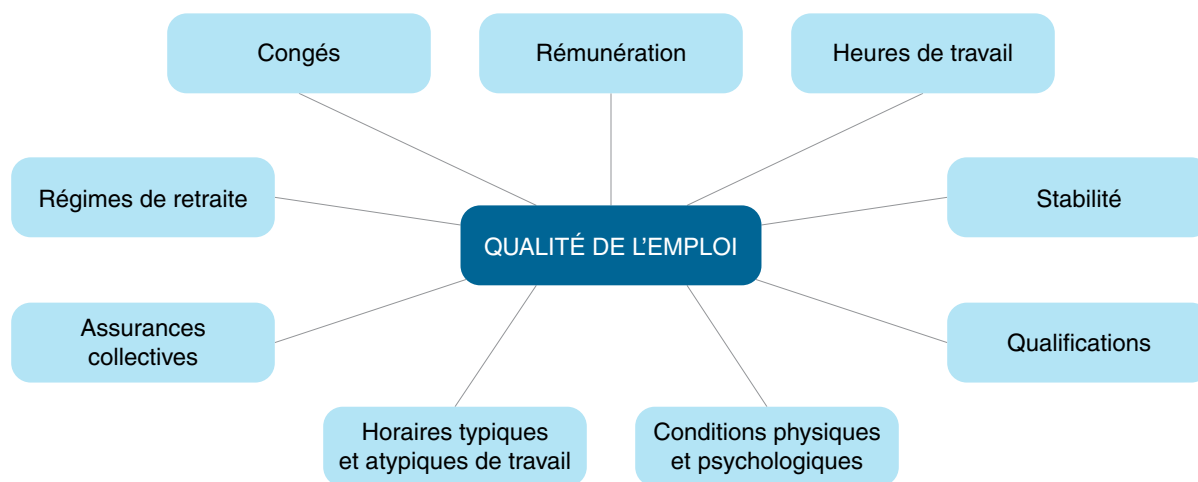 Congés
Rémunération
Heures de travail
Régimes de retraite
Stabilité
QUALITÉ DE L'EMPLOI
Assurances
collectives
Qualifications
Horaires typiques
et atypiques de travail
Conditions physiques
et psychologiques